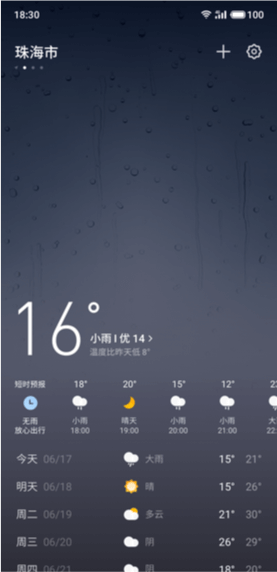 18:30 100
珠海市
16°
小雨 | 优 14 >
温度比昨天低 8°
短时预报 18° 20° 15° 12° 2
无雨 小雨 晴天 小雨 小雨
放心出行 18:00 19:00 20:00 21:00 22
今天 06/17 大雨 15° 21°
明天 06/18 晴 15° 26°
周二 06/19 多云 21° 30°
周三 06/20 阴 26° 29°
周四 06/21 阴 18° 20°